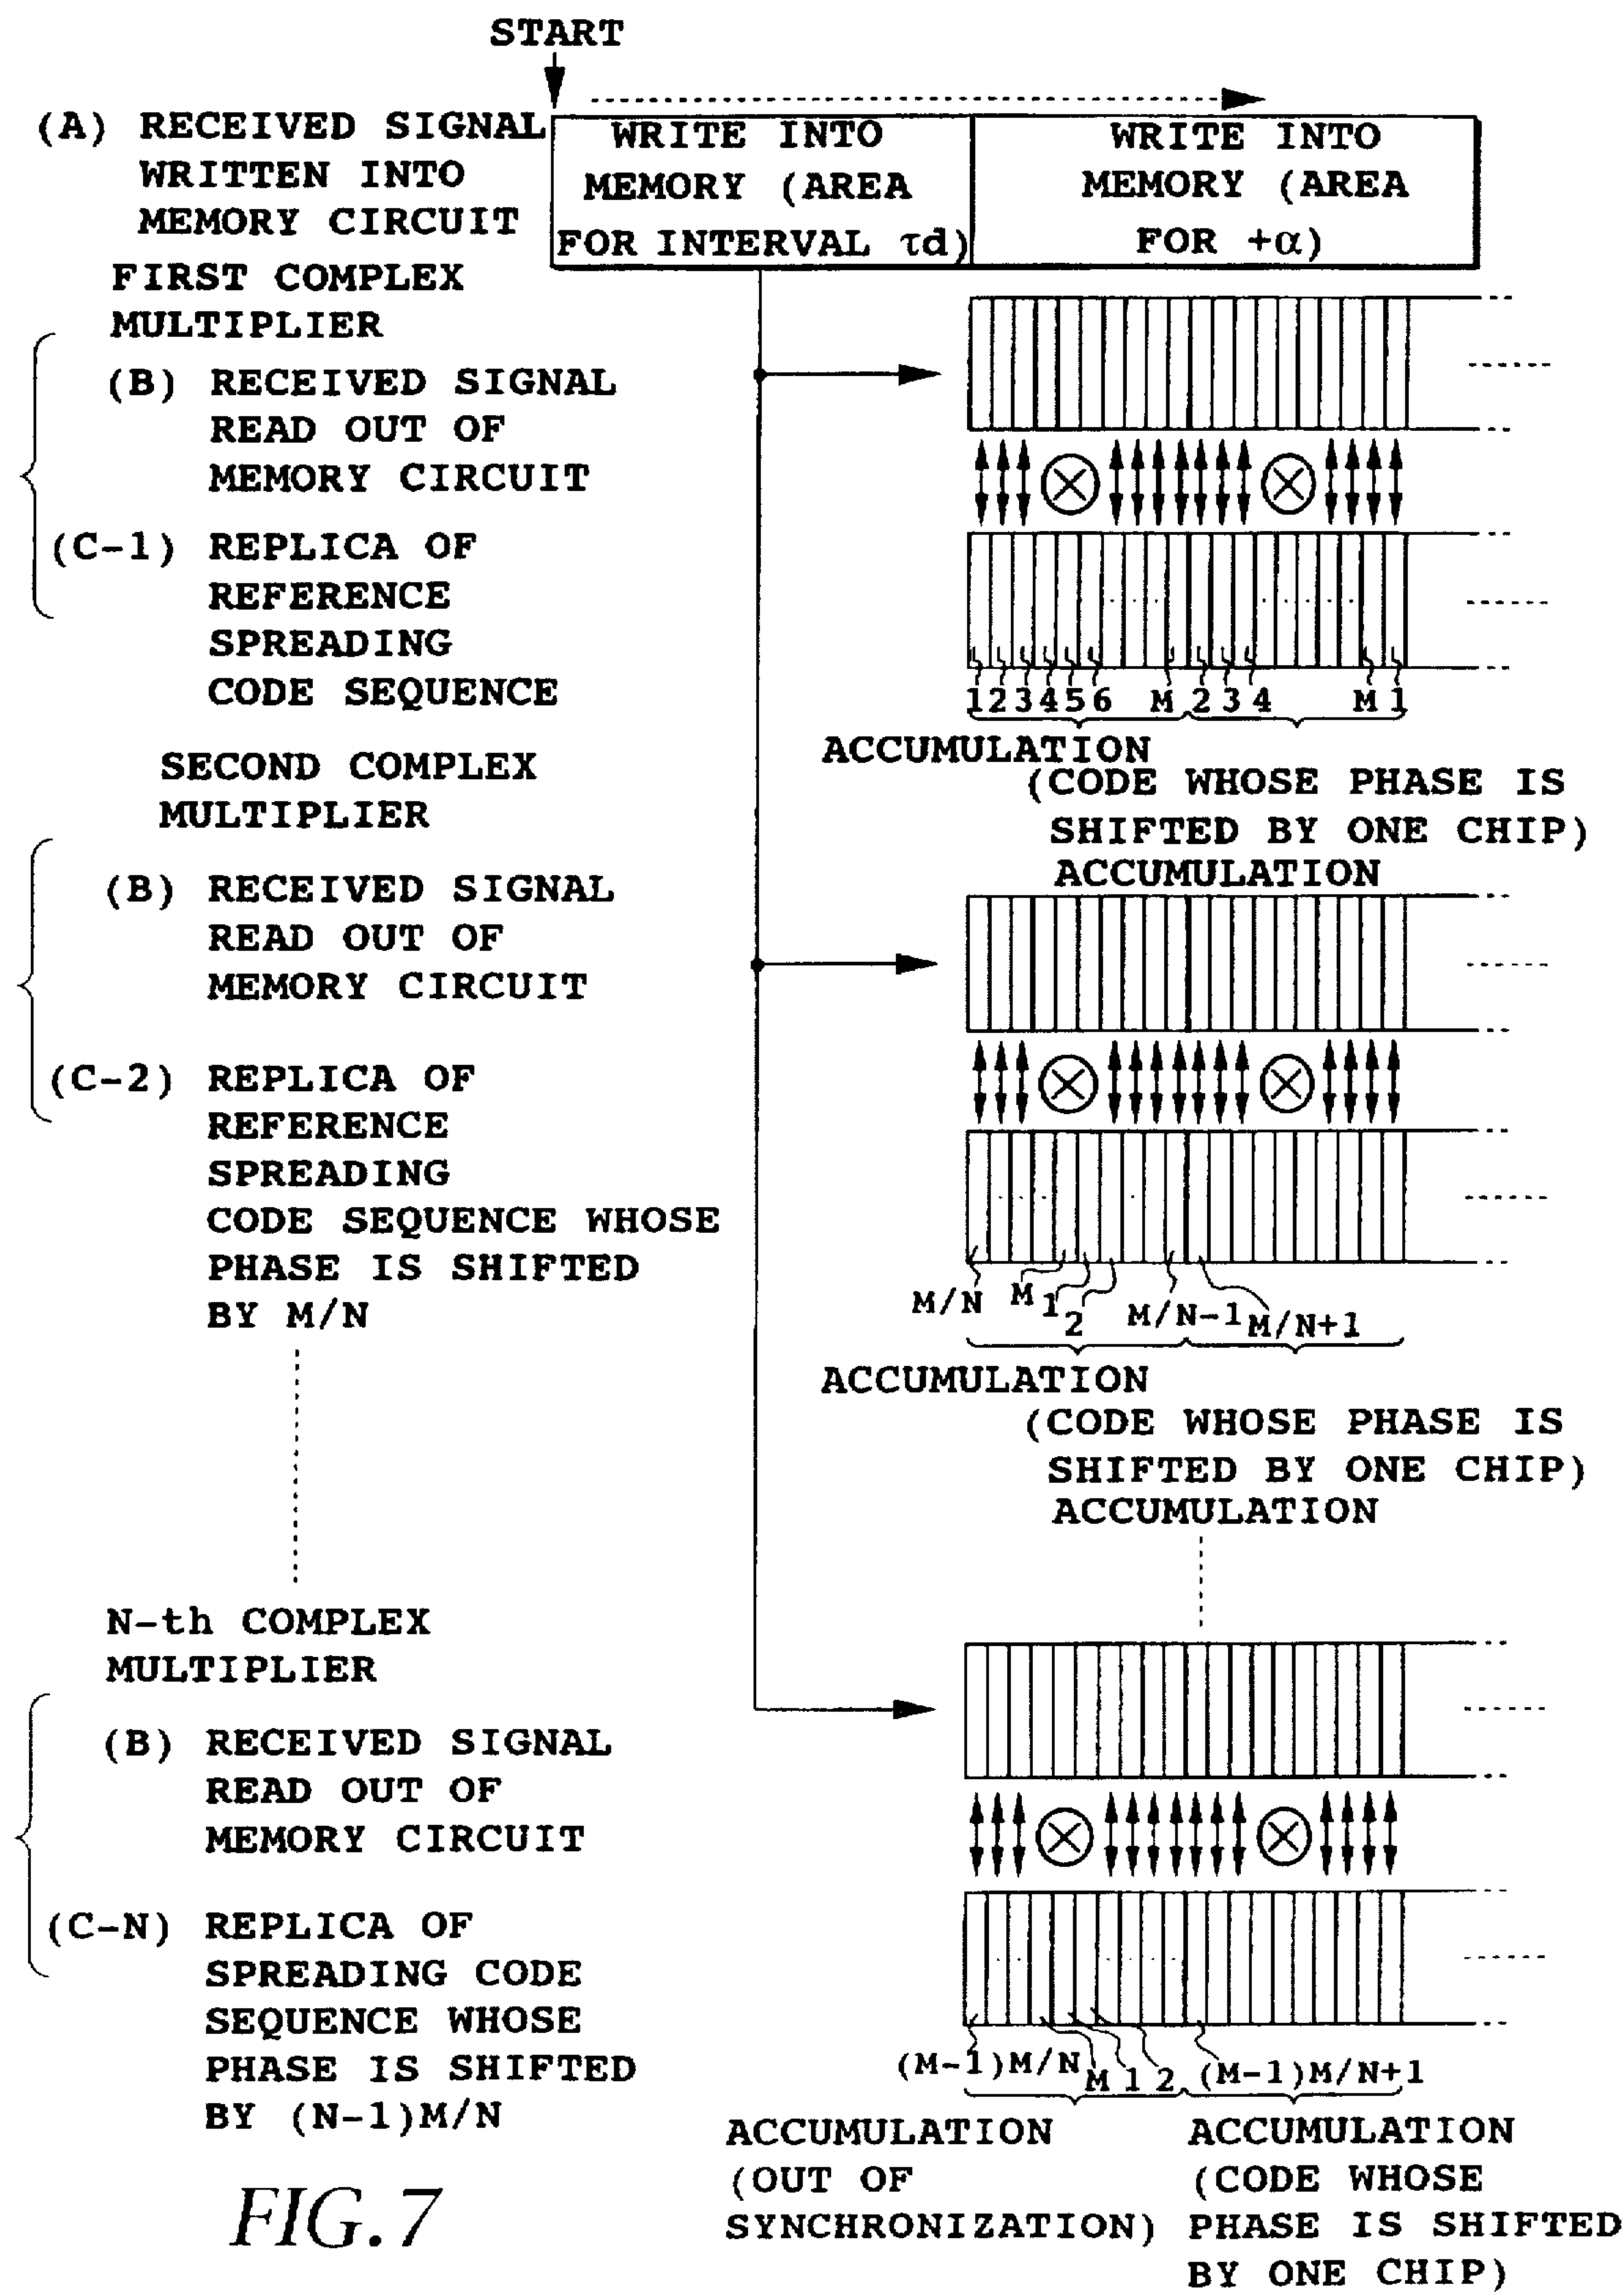 START
(A) RECEIVED SIGNAL
WRITTEN INTO
MEMORY CIRCUIT
WRITE INTO
MEMORY (AREA
FOR INTERVAL τd)
WRITE INTO
MEMORY (AREA
FOR +α)
FIRST COMPLEX
MULTIPLIER
(B) RECEIVED SIGNAL
READ OUT OF
MEMORY CIRCUIT
(C-1) REPLICA OF
REFERENCE
SPREADING
CODE SEQUENCE
1 2 3 4 5 6 M 2 3 4 M 1
ACCUMULATION
(CODE WHOSE PHASE IS
SHIFTED BY ONE CHIP)
ACCUMULATION
SECOND COMPLEX
MULTIPLIER
(B) RECEIVED SIGNAL
READ OUT OF
MEMORY CIRCUIT
(C-2) REPLICA OF
REFERENCE
SPREADING
CODE SEQUENCE WHOSE
PHASE IS SHIFTED
BY M/N
M/N M 1 2 M/N-1 M/N+1
ACCUMULATION
(CODE WHOSE PHASE IS
SHIFTED BY ONE CHIP)
ACCUMULATION
N-th COMPLEX
MULTIPLIER
(B) RECEIVED SIGNAL
READ OUT OF
MEMORY CIRCUIT
(C-N) REPLICA OF
SPREADING CODE
SEQUENCE WHOSE
PHASE IS SHIFTED
BY (N-1)M/N
(M-1)M/N M 1 2 (M-1)M/N+1
ACCUMULATION
(OUT OF
SYNCHRONIZATION)
ACCUMULATION
(CODE WHOSE
PHASE IS SHIFTED
BY ONE CHIP)
FIG. 7